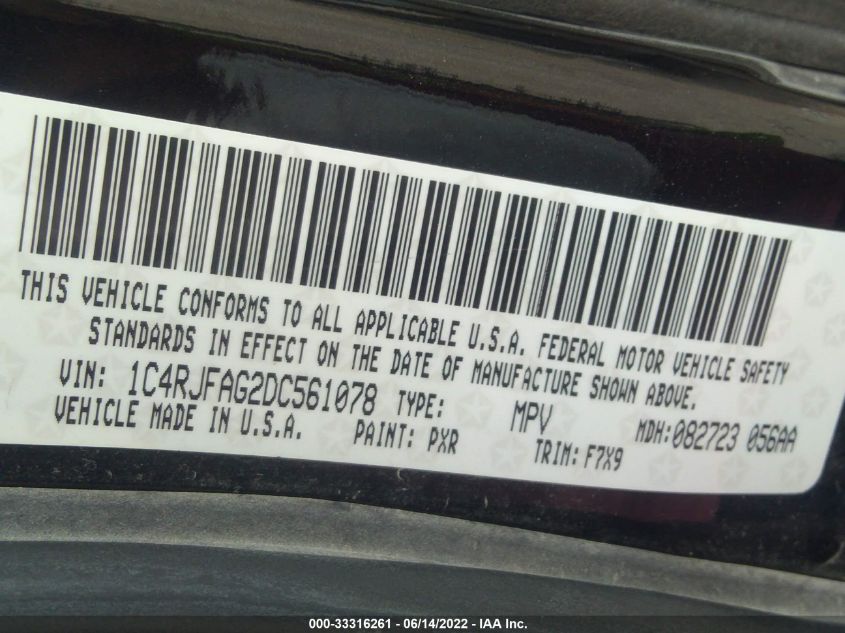 THIS VEHICLE CONFORMS TO ALL APPLICABLE U.S.A. FEDERAL MOTOR VEHICLE SAFETY
STANDARDS IN EFFECT ON THE DATE OF MANUFACTURE SHOWN ABOVE.
VIN: 1C4RJFAG2DC561078 TYPE: MPV MDH:082723 056AA
VEHICLE MADE IN U.S.A. PAINT: PXR TRIM: F7X9
000-33316261 - 06/14/2022 - IAA Inc.